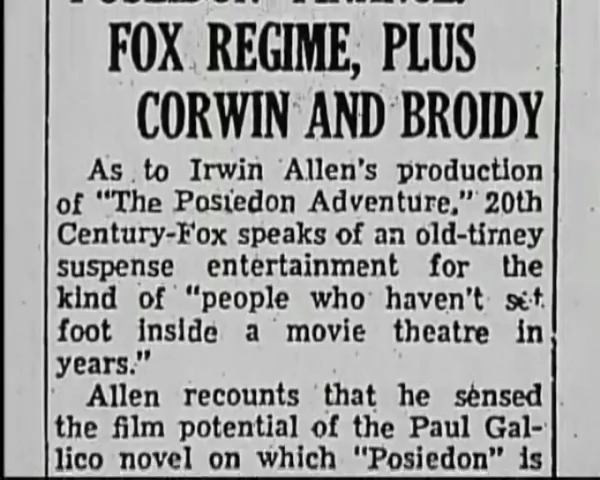 FOX REGIME, PLUS
CORWIN AND BROIDY
As to Irwin Allen's production
of "The Posiedon Adventure," 20th
Century-Fox speaks of an old-tirney
suspense entertainment for the
kind of "people who haven't set
foot inside a movie theatre in
years."
Allen recounts that he sensed
the film potential of the Paul Gal-
lico novel on which "Posiedon" is